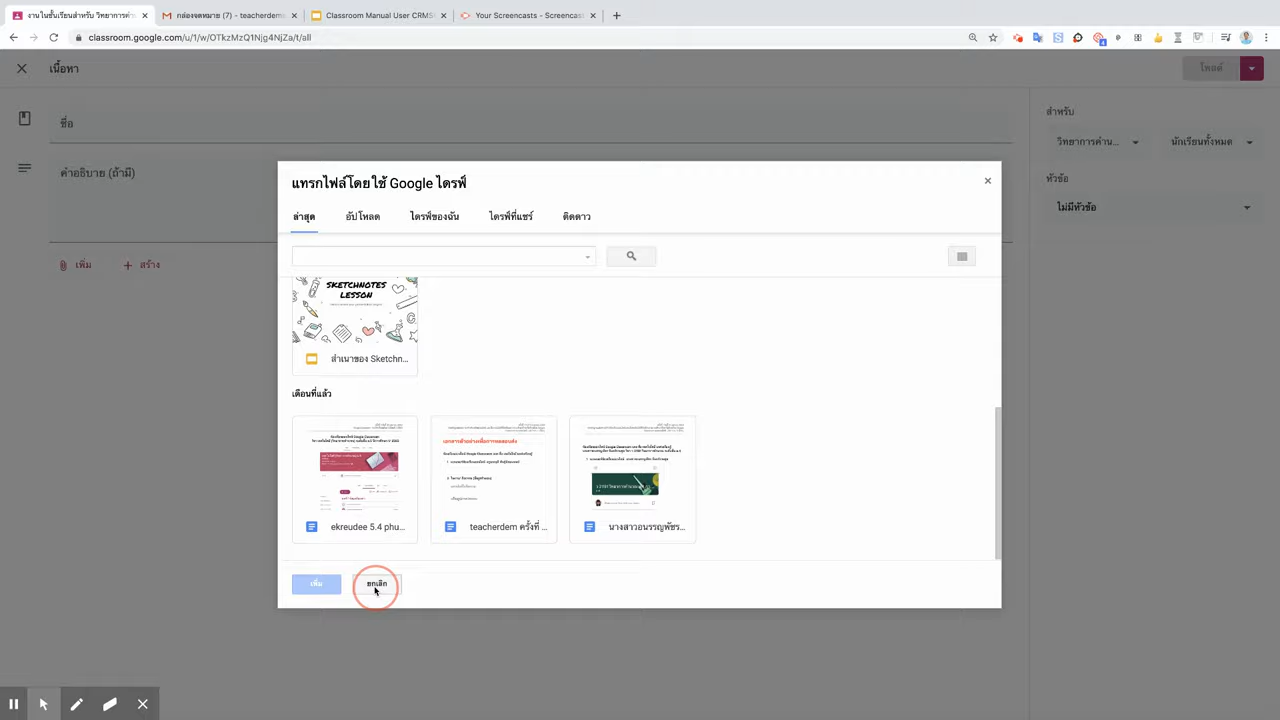 งานในชั้นเรียนสำหรับ วิทยาการค่าน
กล่องจดหมาย (7) - teacherdem
Classroom Manual User CRMS
Your Screencasts - Screencast
classroom.google.com/u/1/w/OTkzMzQ1Njg4NjZa/t/all
เนื้อหา
โพสต์
ชื่อ
คำอธิบาย (ถ้ามี)
เพิ่ม
สร้าง
สำหรับ
วิทยาการค่าน...
นักเรียนทั้งหมด
หัวข้อ
ไม่มีหัวข้อ
แทรกไฟล์โดยใช้ Google ไดรฟ์
ล่าสุด
อัปโหลด
ไดรฟ์ของฉัน
ไดรฟ์ที่แชร์
ติดดาว
SKETCHNOTES
LESSON
สำเนาของ Sketchn...
เดือนที่แล้ว
ekreudee 5.4 phu...
teacherdem ครั้งที่ ...
นางสาวอนรรญพัชร...
เพิ่ม
ยกเลิก